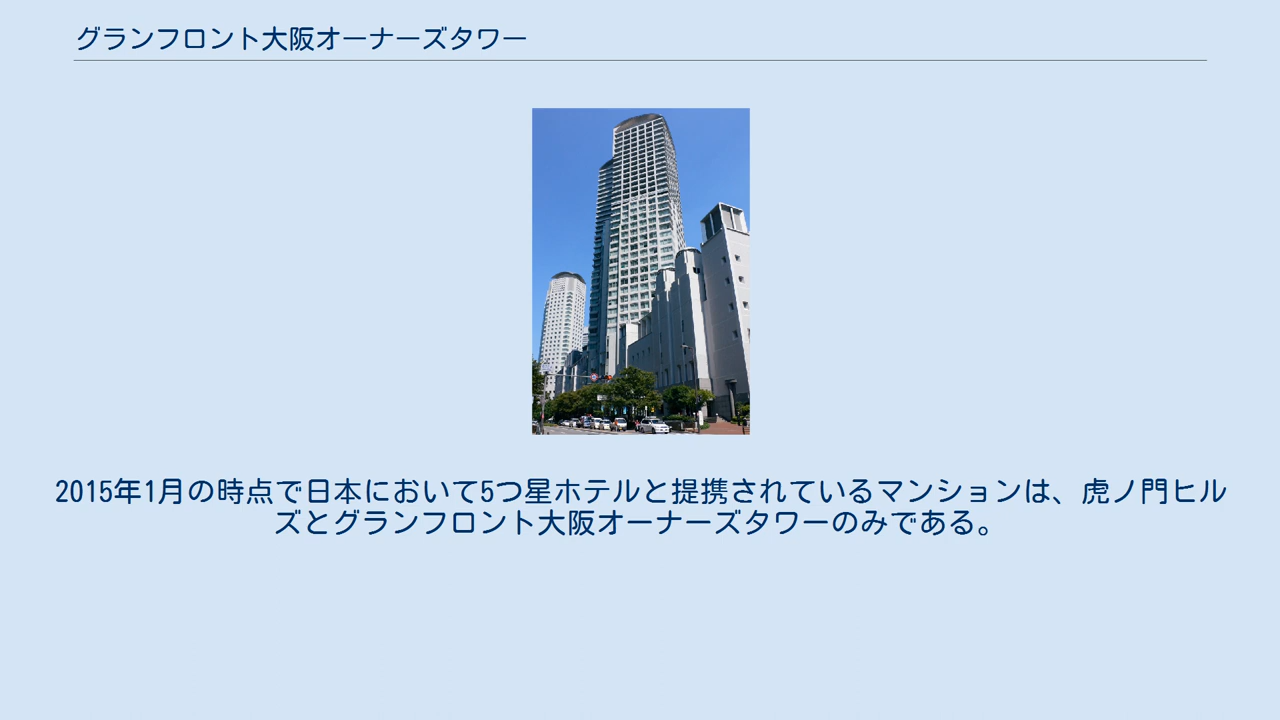 グランフロント大阪オーナーズタワー
2015年1月の時点で日本において5つ星ホテルと提携されているマンションは、虎ノ門ヒル
ズとグランフロント大阪オーナーズタワーのみである。